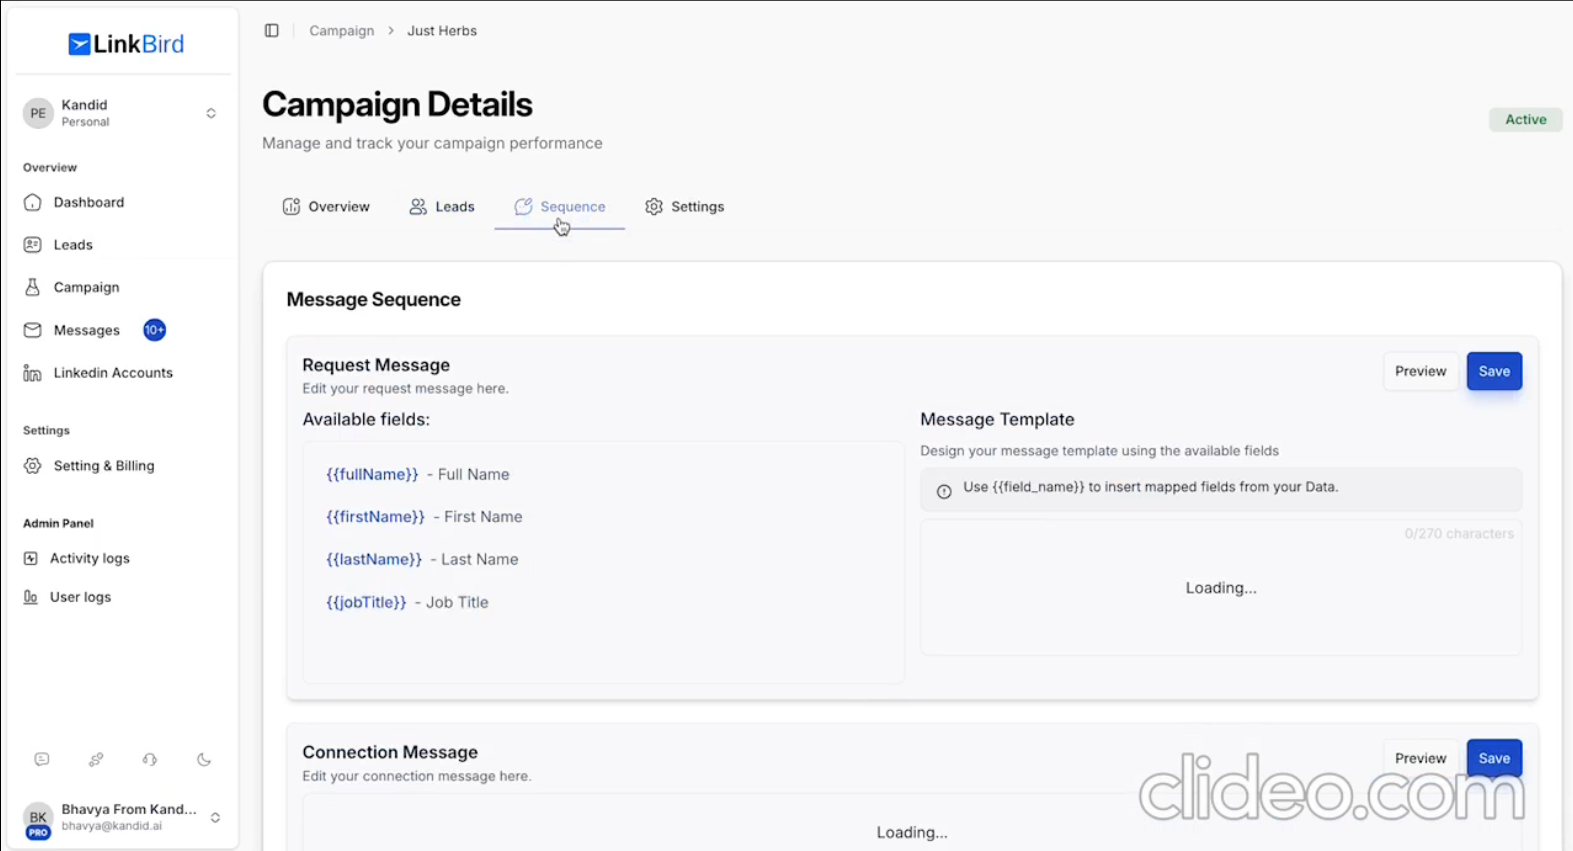 LinkBird
PE
Kandid
Personal
Overview
Dashboard
Leads
Campaign
Messages 10+
Linkedin Accounts
Settings
Setting & Billing
Admin Panel
Activity logs
User logs
BK
PRO
Bhavya From Kand...
bhavya@kandid.ai
Campaign > Just Herbs
Campaign Details
Manage and track your campaign performance
Active
Overview Leads Sequence Settings
Message Sequence
Request Message
Edit your request message here.
Preview Save
Available fields:
{{fullName}} - Full Name
{{firstName}} - First Name
{{lastName}} - Last Name
{{jobTitle}} - Job Title
Message Template
Design your message template using the available fields
Use {{field_name}} to insert mapped fields from your Data.
0/270 characters
Loading...
Connection Message
Edit your connection message here.
Preview Save
Loading...
clideo.com